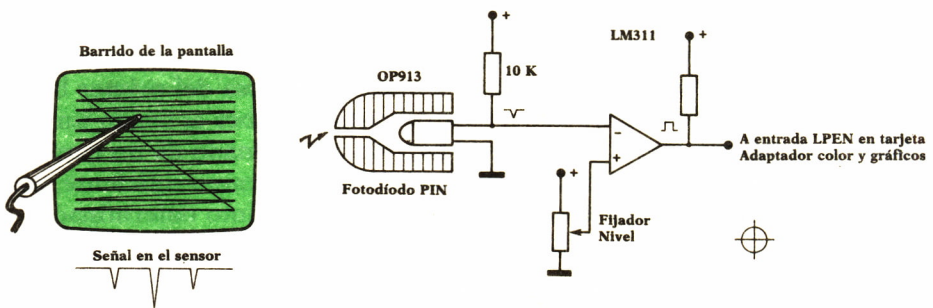 Barrido de la pantalla
Señal en el sensor
OP913
Fotodíodo PIN
+
10 K
LM311
+
−
+
+
Fijador
Nivel
A entrada LPEN en tarjeta
Adaptador color y gráficos